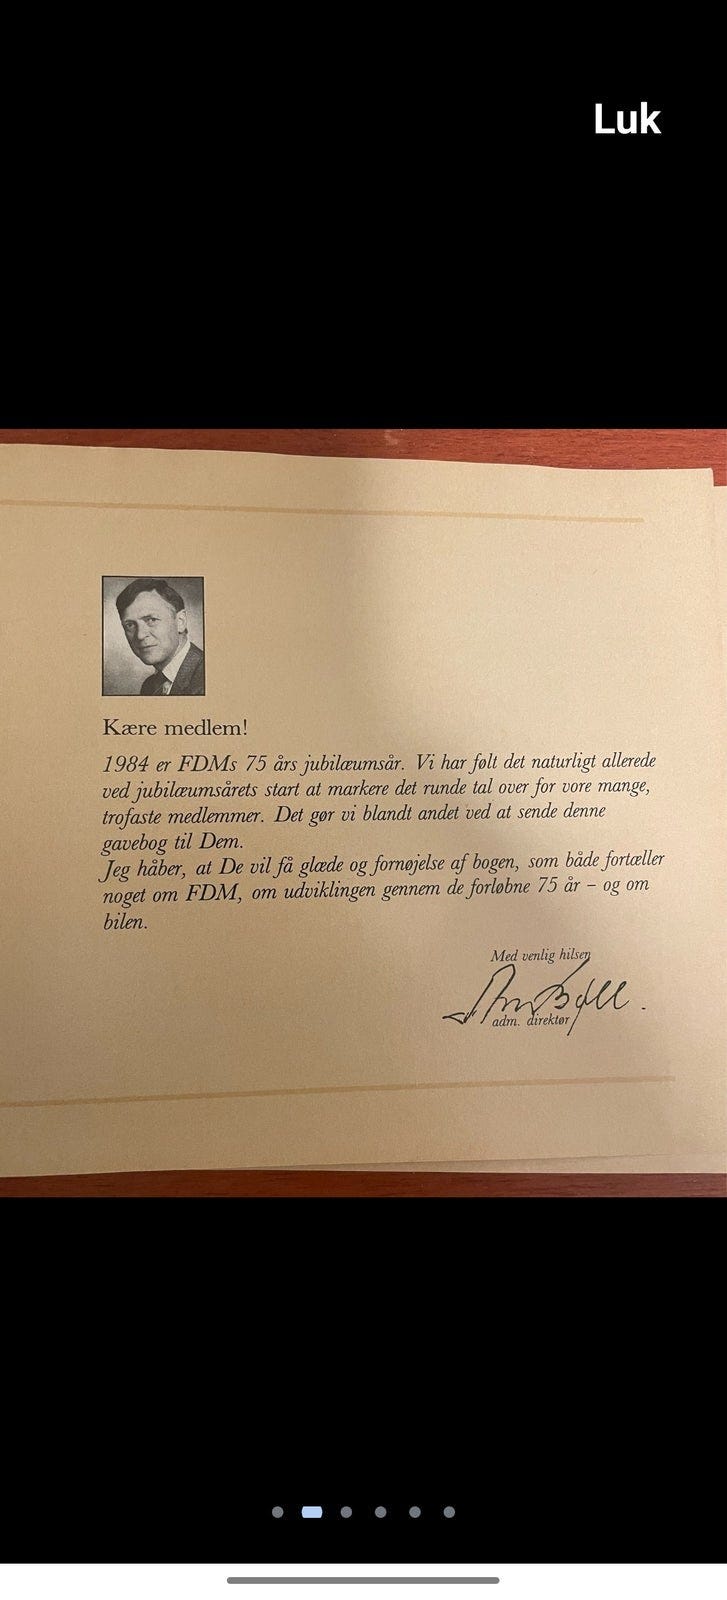 Luk
Kære medlem!
1984 er FDMs 75 års jubilæumsår. Vi har følt det naturligt allerede
ved jubilæumsårets start at markere det runde tal over for vore mange,
trofaste medlemmer. Det gør vi blandt andet ved at sende denne
gavebog til Dem.
Jeg håber, at De vil få glæde og fornøjelse af bogen, som både fortæller
noget om FDM, om udviklingen gennem de forløbne 75 år – og om
bilen.
Med venlig hilsen
adm. direktør